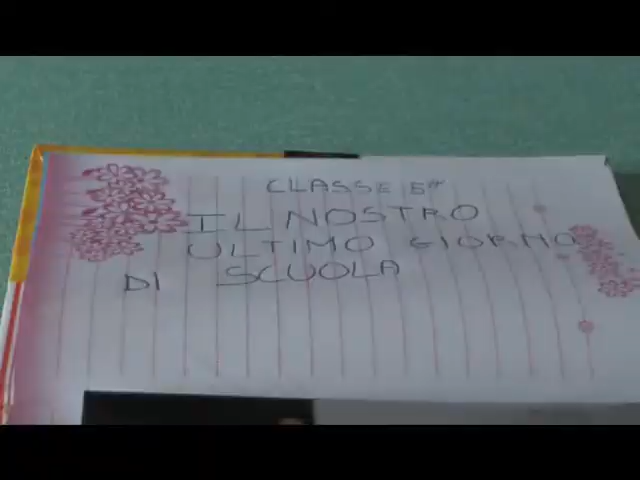 CLASSE 5ª
IL NOSTRO
ULTIMO GIORNO
DI SCUOLA